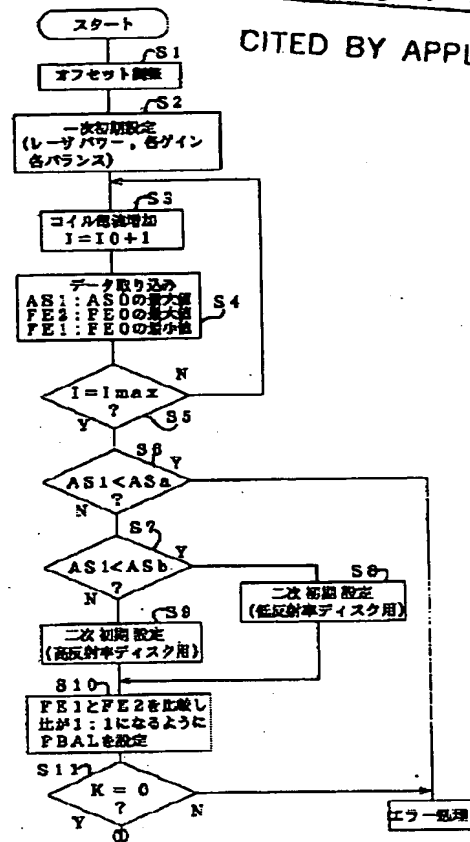 CITED BY APPL
スタート
S1
オフセット調整
S2
一次初期設定
(レーザパワー，各ゲイン
各バランス)
S3
コイル電流増加
I=I0+1
データ取り込み
AS1:AS0の最大値
FE2:FE0の最大値
FE1:FE0の最小値
S4
I=Imax
?
N
Y
S5
S6
AS1<ASa
?
Y
N
S7
AS1<ASb
?
Y
N
S8
二次初期設定
(低反射率ディスク用)
S9
二次初期設定
(高反射率ディスク用)
S10
FE1とFE2を比較し
比が1:1になるように
FBALを設定
S11
K=0
?
N
Y
①
エラー処理